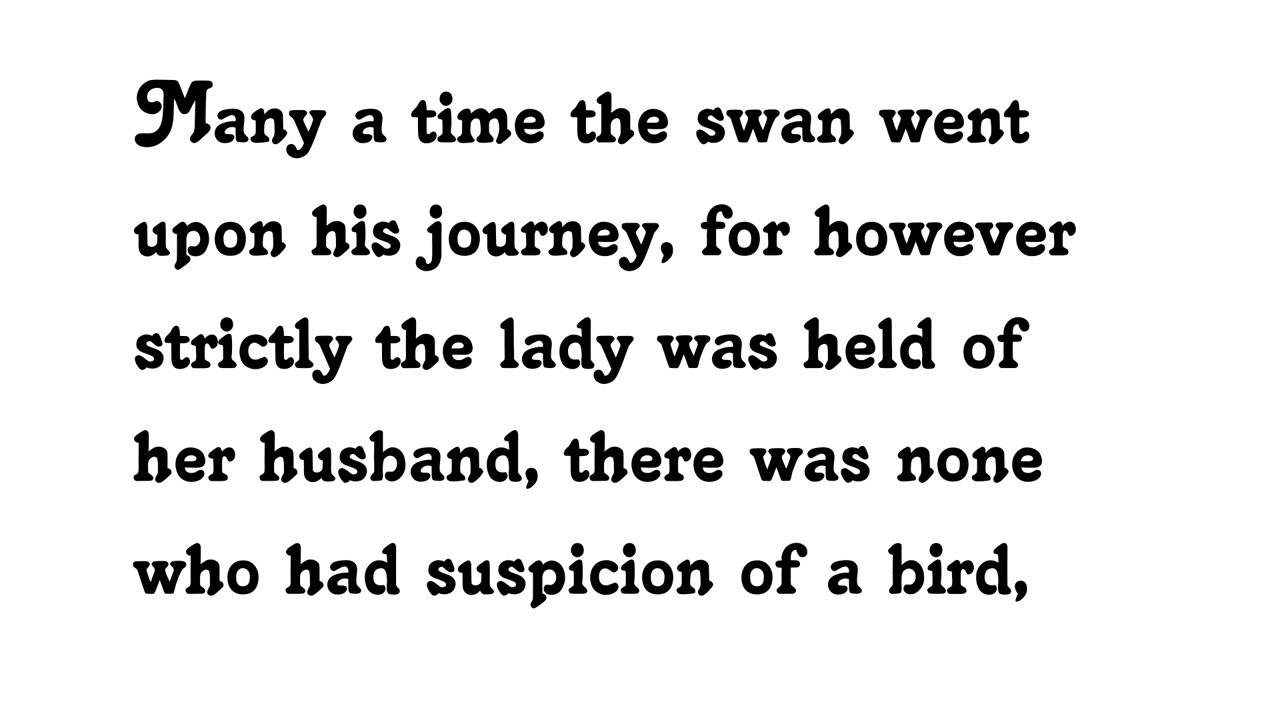 Many a time the swan went
upon his journey, for however
strictly the lady was held of
her husband, there was none
who had suspicion of a bird,